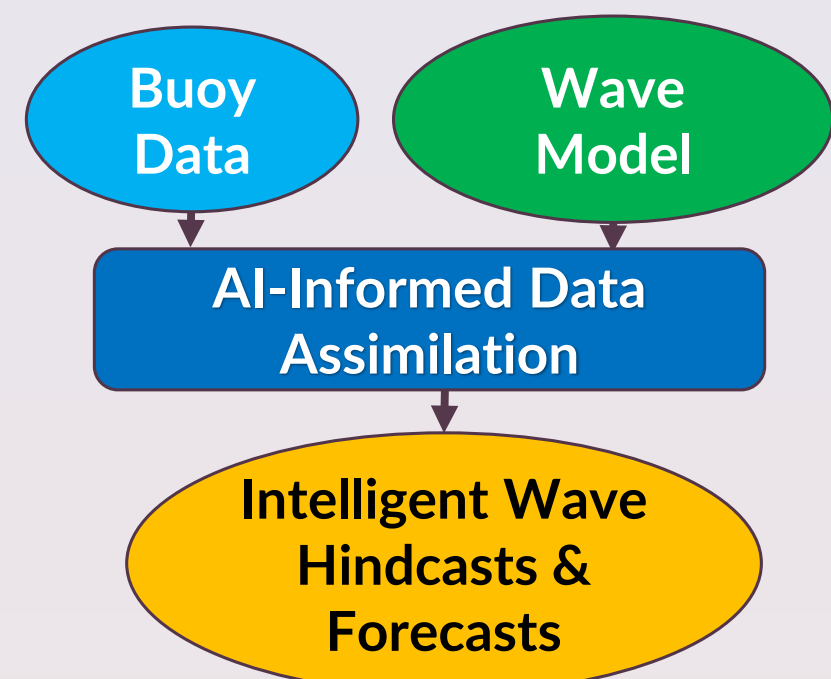 Buoy
Data
Wave
Model
AI-Informed Data
Assimilation
Intelligent Wave
Hindcasts &
Forecasts